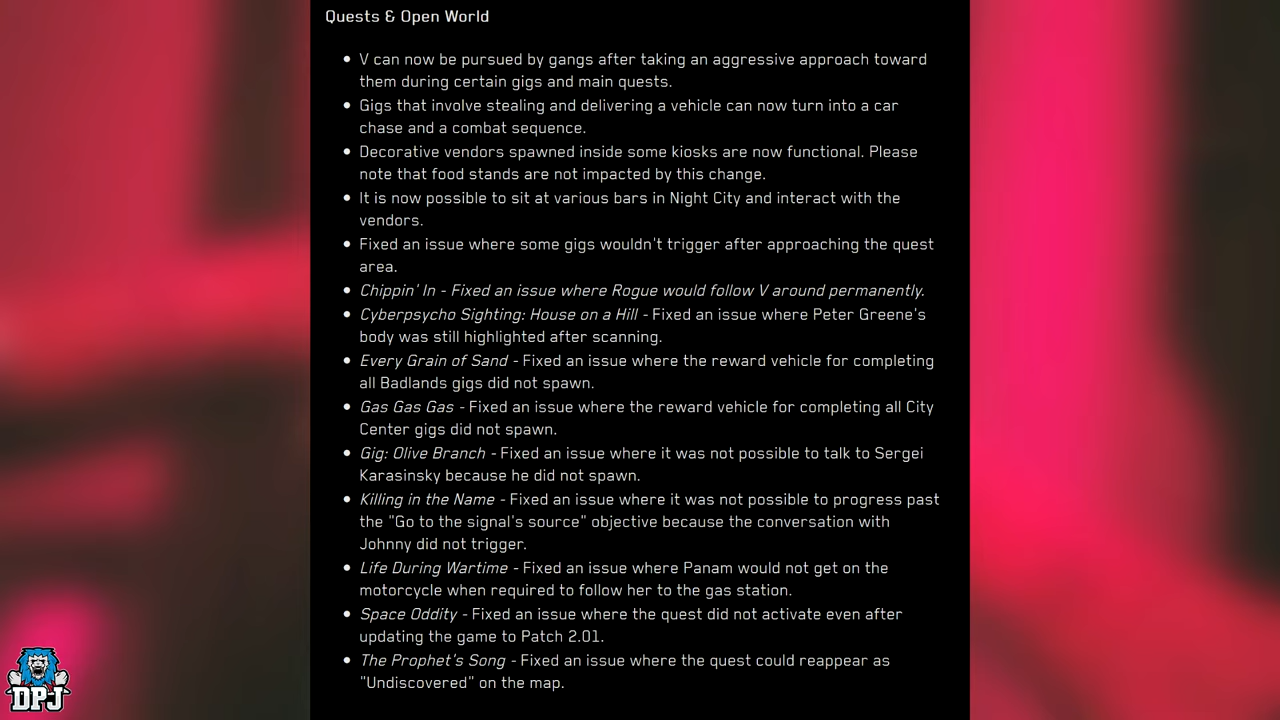 Quests & Open World
• V can now be pursued by gangs after taking an aggressive approach toward
them during certain gigs and main quests.
• Gigs that involve stealing and delivering a vehicle can now turn into a car
chase and a combat sequence.
• Decorative vendors spawned inside some kiosks are now functional. Please
note that food stands are not impacted by this change.
• It is now possible to sit at various bars in Night City and interact with the
vendors.
• Fixed an issue where some gigs wouldn't trigger after approaching the quest
area.
• Chippin' In - Fixed an issue where Rogue would follow V around permanently.
• Cyberpsycho Sighting: House on a Hill - Fixed an issue where Peter Greene's
body was still highlighted after scanning.
• Every Grain of Sand - Fixed an issue where the reward vehicle for completing
all Badlands gigs did not spawn.
• Gas Gas Gas - Fixed an issue where the reward vehicle for completing all City
Center gigs did not spawn.
• Gig: Olive Branch - Fixed an issue where it was not possible to talk to Sergei
Karasinsky because he did not spawn.
• Killing in the Name - Fixed an issue where it was not possible to progress past
the "Go to the signal's source" objective because the conversation with
Johnny did not trigger.
• Life During Wartime - Fixed an issue where Panam would not get on the
motorcycle when required to follow her to the gas station.
• Space Oddity - Fixed an issue where the quest did not activate even after
updating the game to Patch 2.01.
• The Prophet's Song - Fixed an issue where the quest could reappear as
"Undiscovered" on the map.
DPJ